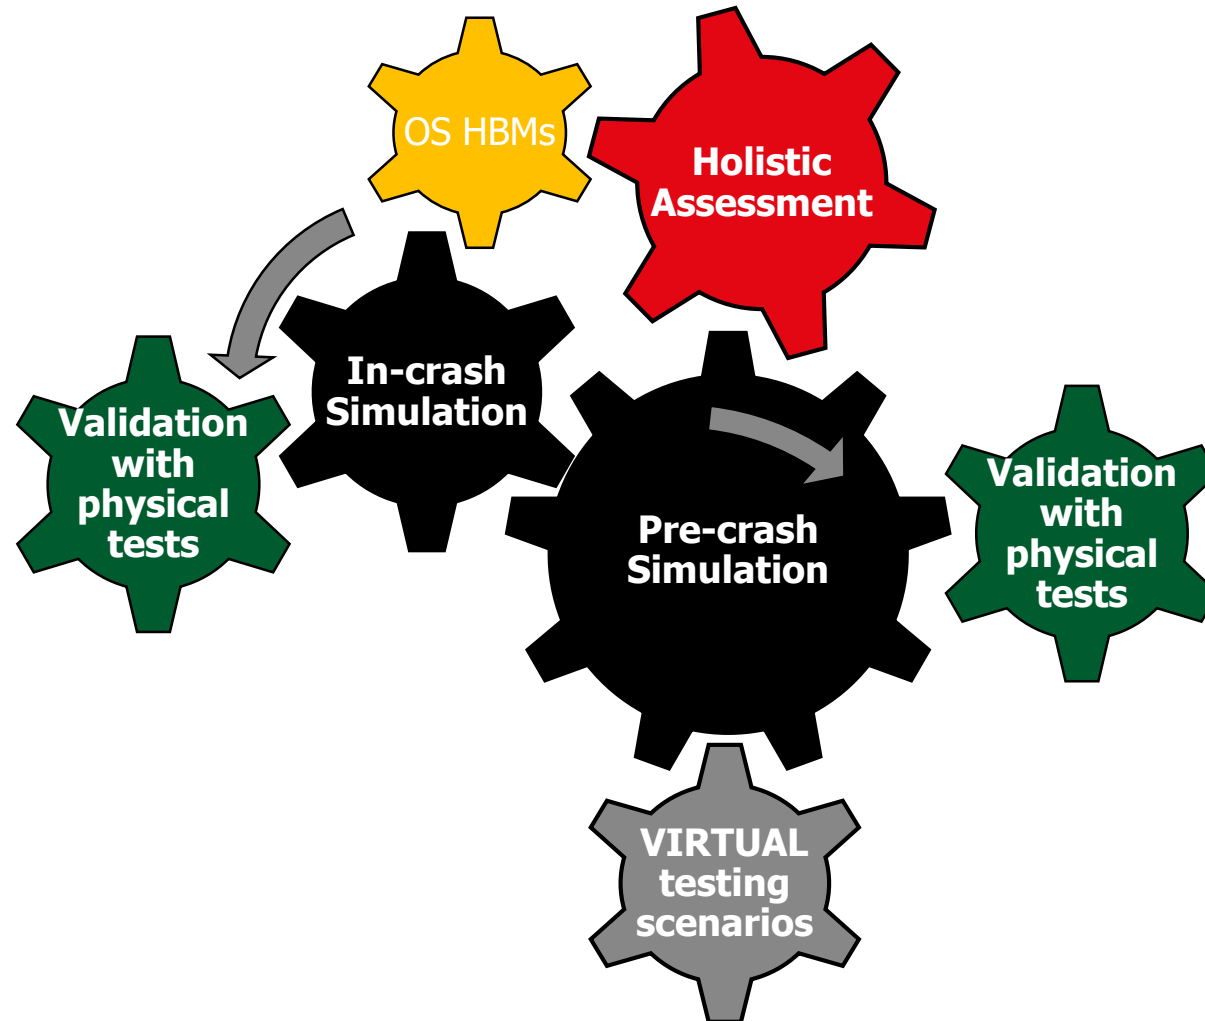 OS HBMs
Holistic
Assessment
In-crash
Simulation
Validation
with
physical
tests
Pre-crash
Simulation
Validation
with
physical
tests
VIRTUAL
testing
scenarios